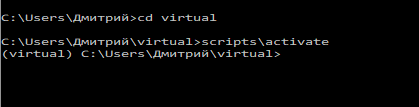 C:\Users\Дмитрий>cd virtual
C:\Users\Дмитрий\virtual>scripts\activate
(virtual) C:\Users\Дмитрий\virtual>